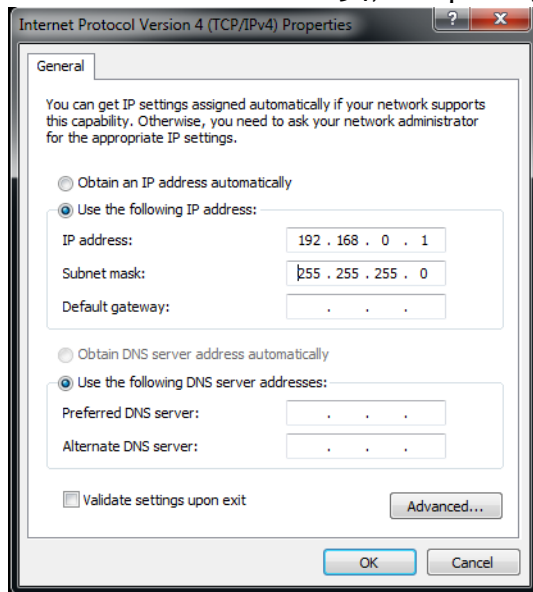 Internet Protocol Version 4 (TCP/IPv4) Properties
?
X
General
You can get IP settings assigned automatically if your network supports
this capability. Otherwise, you need to ask your network administrator
for the appropriate IP settings.
Obtain an IP address automatically
Use the following IP address:
IP address: 192 . 168 . 0 . 1
Subnet mask: 255 . 255 . 255 . 0
Default gateway: . . .
Obtain DNS server address automatically
Use the following DNS server addresses:
Preferred DNS server: . . .
Alternate DNS server: . . .
Validate settings upon exit
Advanced...
OK Cancel